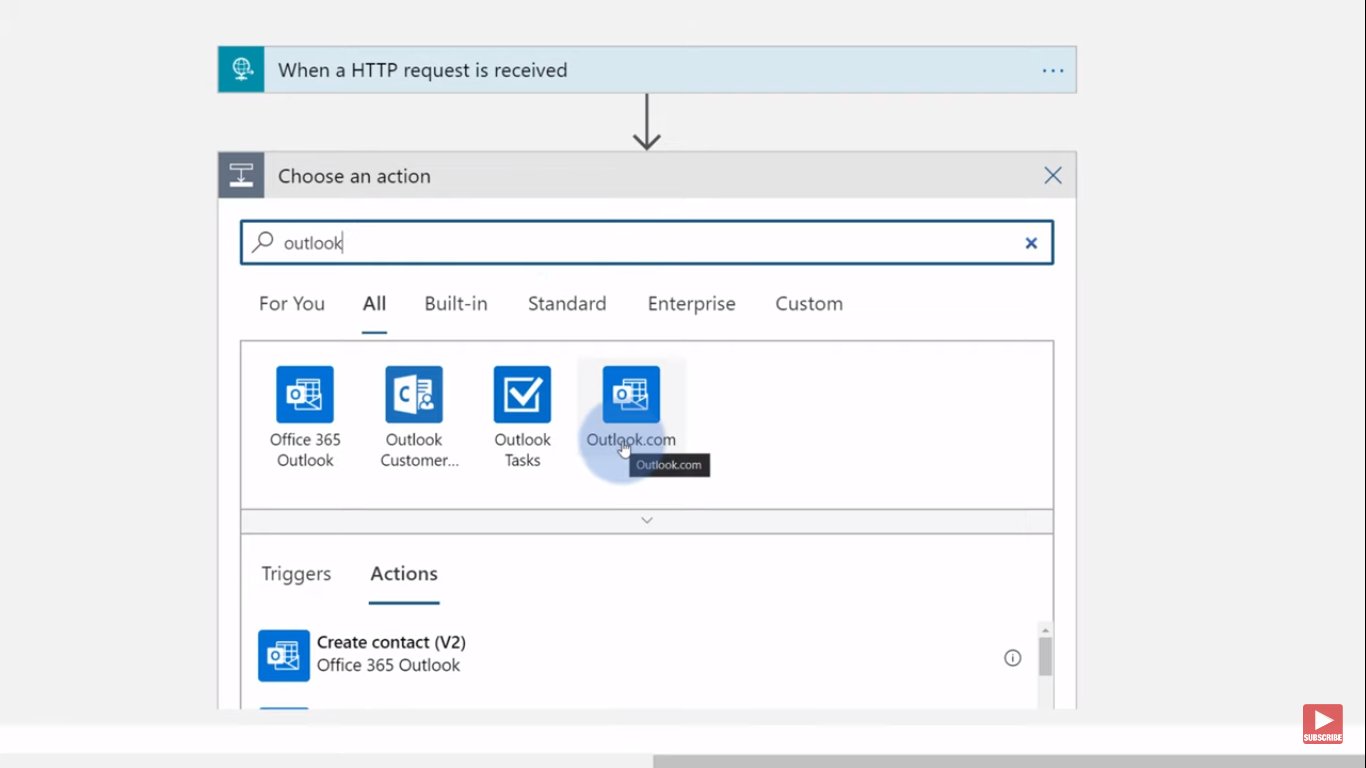 When a HTTP request is received
Choose an action
outlook
For You
All
Built-in
Standard
Enterprise
Custom
Office 365
Outlook
Outlook
Customer...
Outlook
Tasks
Outlook.com
Outlook.com
Triggers
Actions
Create contact (V2)
Office 365 Outlook
SUBSCRIBE